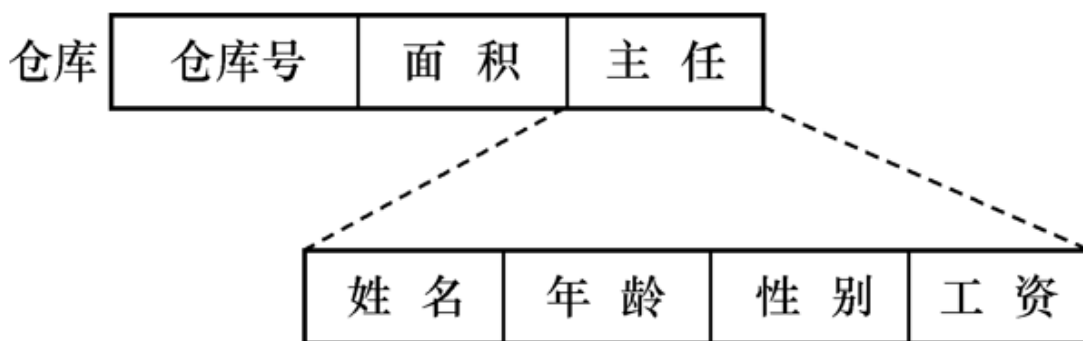 仓库 仓库号 面 积 主 任
姓 名 年 龄 性 别 工 资